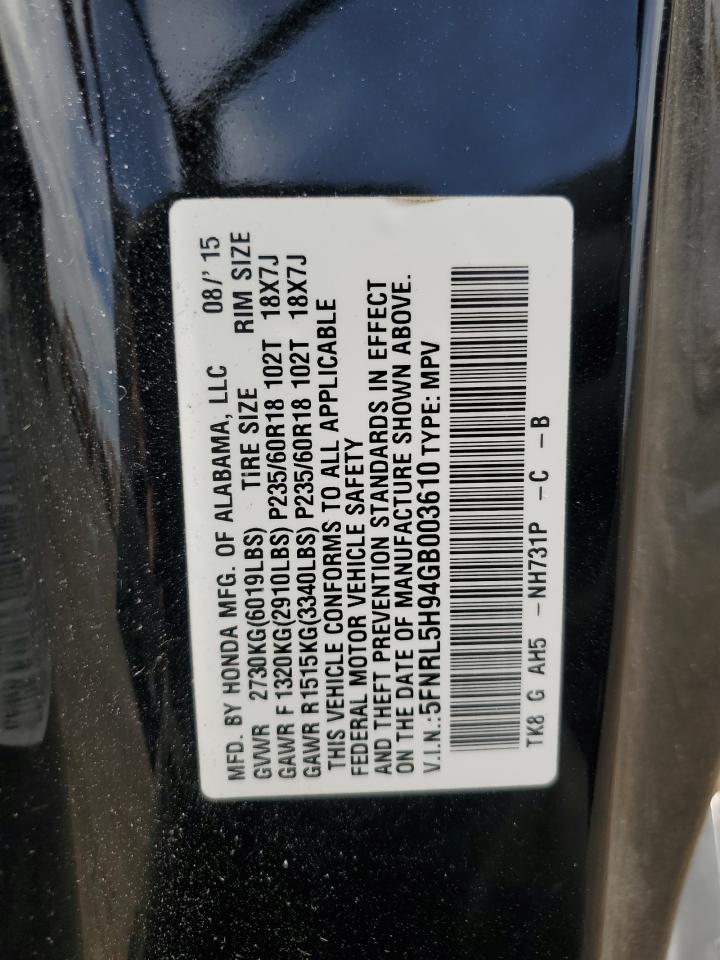 MFD. BY HONDA MFG. OF ALABAMA, LLC 08/' 15
GVWR 2730KG(6019LBS) TIRE SIZE RIM SIZE
GAWR F 1320KG(2910LBS) P235/60R18 102T 18X7J
GAWR R1515KG(3340LBS) P235/60R18 102T 18X7J
THIS VEHICLE CONFORMS TO ALL APPLICABLE
FEDERAL MOTOR VEHICLE SAFETY
AND THEFT PREVENTION STANDARDS IN EFFECT
ON THE DATE OF MANUFACTURE SHOWN ABOVE.
V.I.N.:5FNRL5H94GB003610 TYPE: MPV
TK8 G AH5 -NH731P -C -B